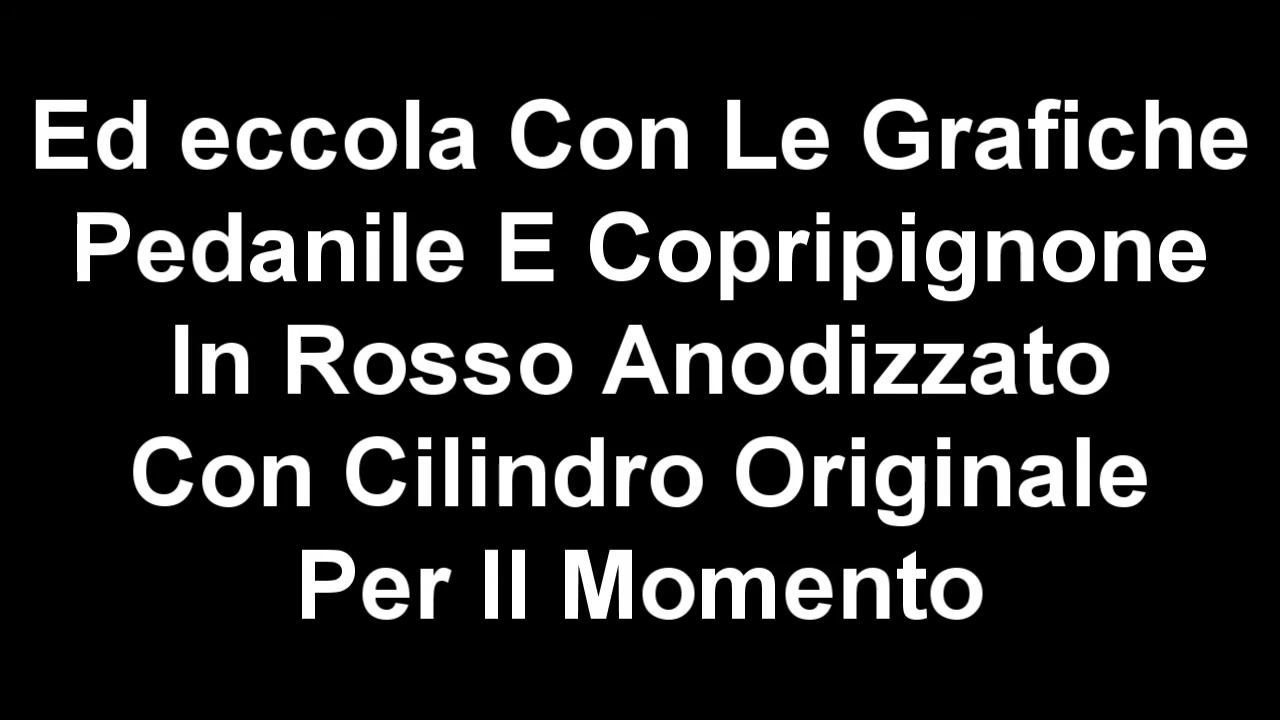 Ed eccola Con Le Grafiche
Pedanile E Copripignone
In Rosso Anodizzato
Con Cilindro Originale
Per Il Momento